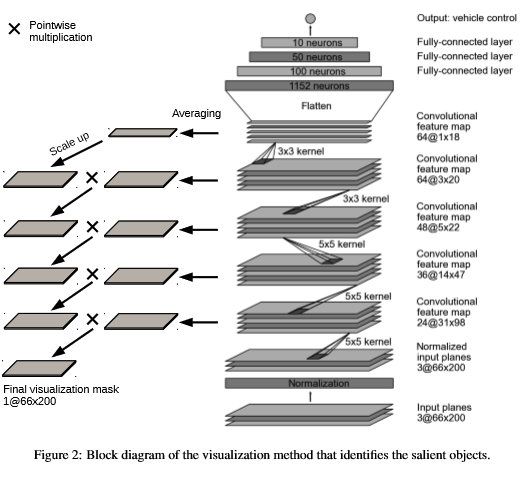 Pointwise
multiplication
Output: vehicle control
10 neurons
Fully-connected layer
50 neurons
Fully-connected layer
100 neurons
Fully-connected layer
1152 neurons
Flatten
Averaging
Scale up
Convolutional
feature map
64@1x18
3x3 kernel
Convolutional
feature map
64@3x20
3x3 kernel
Convolutional
feature map
48@5x22
5x5 kernel
Convolutional
feature map
36@14x47
5x5 kernel
Convolutional
feature map
24@31x98
5x5 kernel
Normalized
input planes
3@66x200
Final visualization mask
1@66x200
Normalization
Input planes
3@66x200
Figure 2: Block diagram of the visualization method that identifies the salient objects.